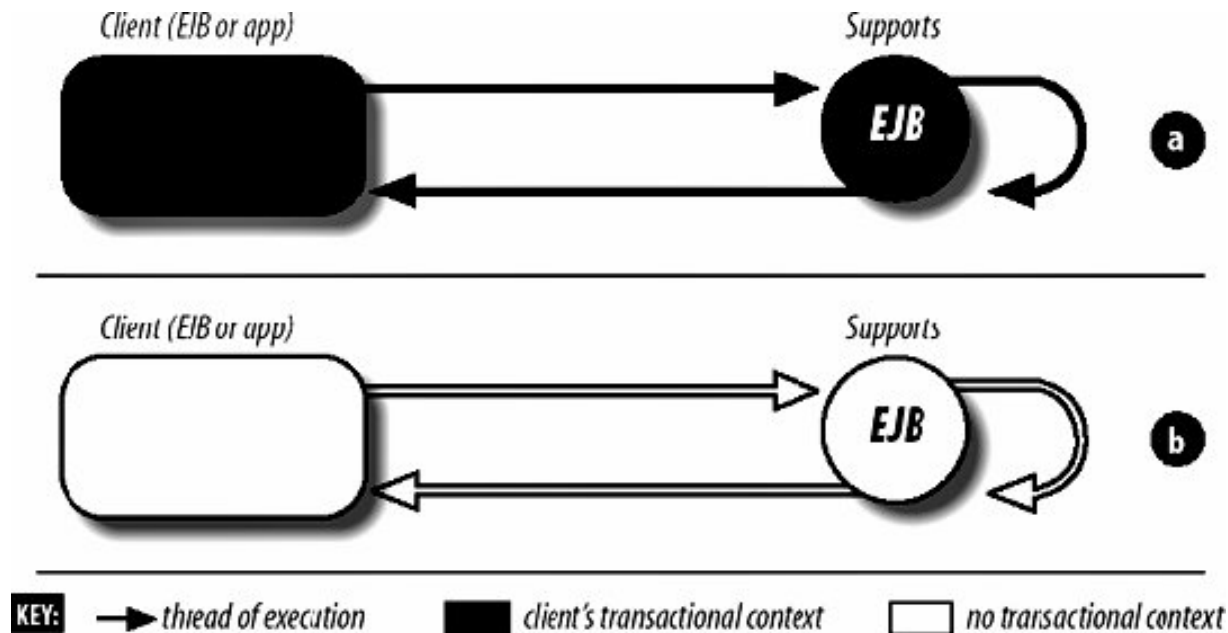 Client (EJB or app)
Supports
EJB
a
Client (EJB or app)
Supports
EJB
b
KEY: thread of execution client's transactional context no transactional context